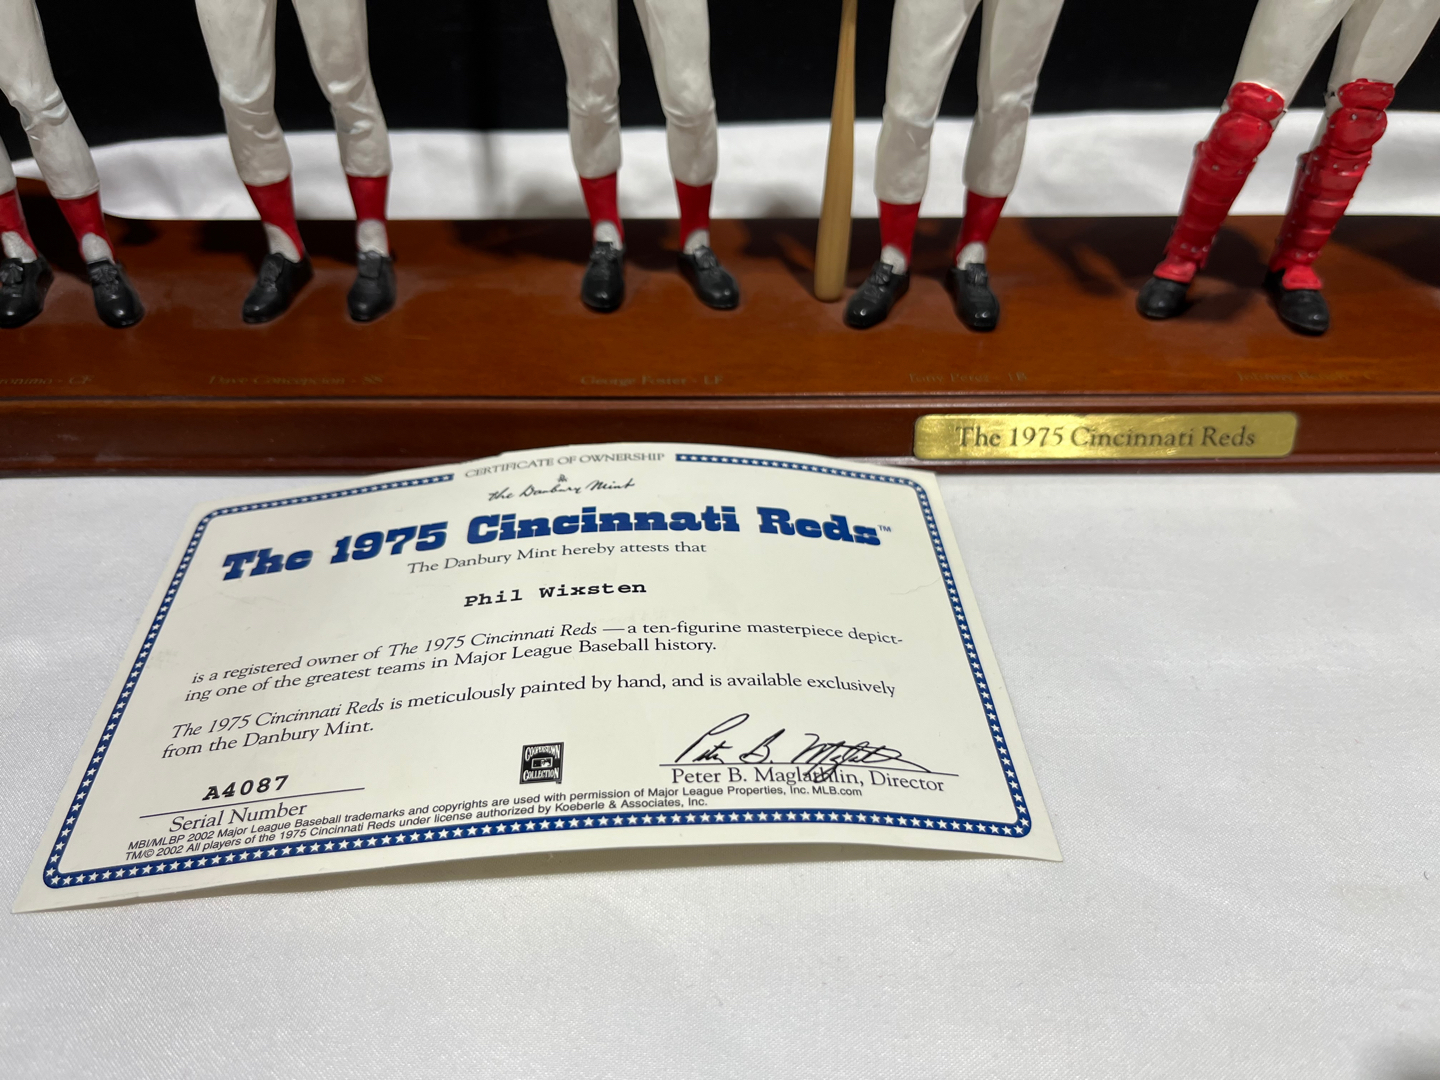 Dave Concepcion - SS
George Foster - LF
Tony Perez - 1B
The 1975 Cincinnati Reds
CERTIFICATE OF OWNERSHIP
the Danbury Mint
The 1975 Cincinnati Reds™
The Danbury Mint hereby attests that
Phil Wixsten
is a registered owner of The 1975 Cincinnati Reds — a ten-figurine masterpiece depict-
ing one of the greatest teams in Major League Baseball history.
The 1975 Cincinnati Reds is meticulously painted by hand, and is available exclusively
from the Danbury Mint.
A4087
Serial Number
COOPERSTOWN
COLLECTION
Peter B. Maglathlin, Director
MBI/MLBP 2002 Major League Baseball trademarks and copyrights are used with permission of Major League Properties, Inc. MLB.com
TM/© 2002 All players of the 1975 Cincinnati Reds under license authorized by Koeberle & Associates, Inc.